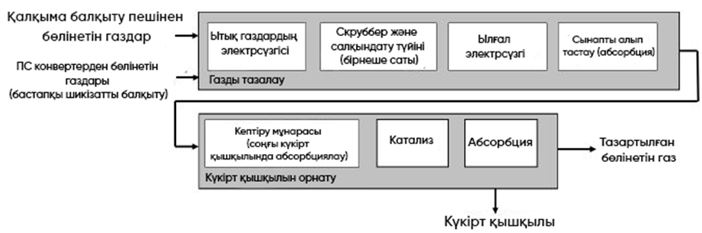 Қалқыма балқыту пешінен
бөлінетін газдар
ПС конвертерден бөлінетін
газдары
(бастапқы шикізатты балқыту)
Ытық газдардың
электрсүзгісі
Скруббер және
салқындату түйіні
(бірнеше саты)
Ылғал
электрсүзгі
Сынапты алып
тастау (абсорбция)
Газды тазалау
Кептіру мұнарасы
(соңғы күкірт
қышқылында абсорбциялау)
Катализ
Абсорбция
Күкірт қышқылын орнату
Тазартылған
бөлінетін газ
Күкірт қышқылы